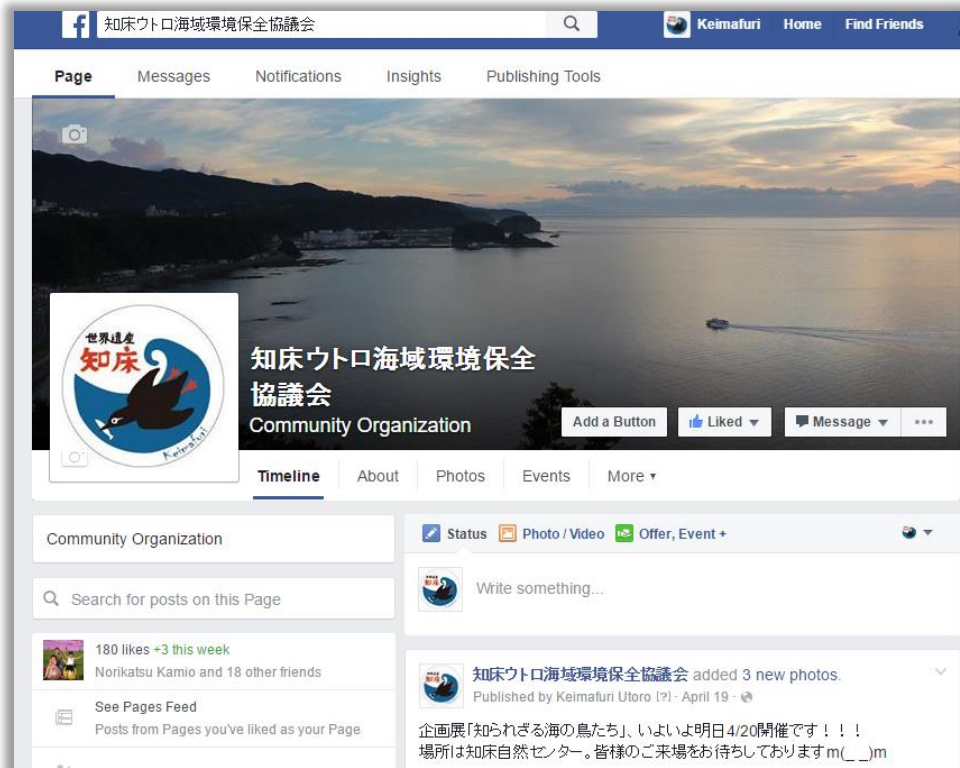 知床ウトロ海域環境保全協議会
Keimafuri Home Find Friends
Page Messages Notifications Insights Publishing Tools
世界遺産
知床
Keimafuri
知床ウトロ海域環境保全
協議会
Community Organization
Add a Button Liked Message
Timeline About Photos Events More
Community Organization
Status Photo / Video Offer, Event +
Search for posts on this Page
Write something...
180 likes +3 this week
Norikatsu Kamio and 18 other friends
See Pages Feed
Posts from Pages you've liked as your Page
知床ウトロ海域環境保全協議会 added 3 new photos.
Published by Keimafuri Utoro [?] · April 19 ·
企画展「知られざる海の鳥たち」、いよいよ明日4/20開催です！！！
場所は知床自然センター。皆様のご来場をお待ちしておりますm(_ _)m